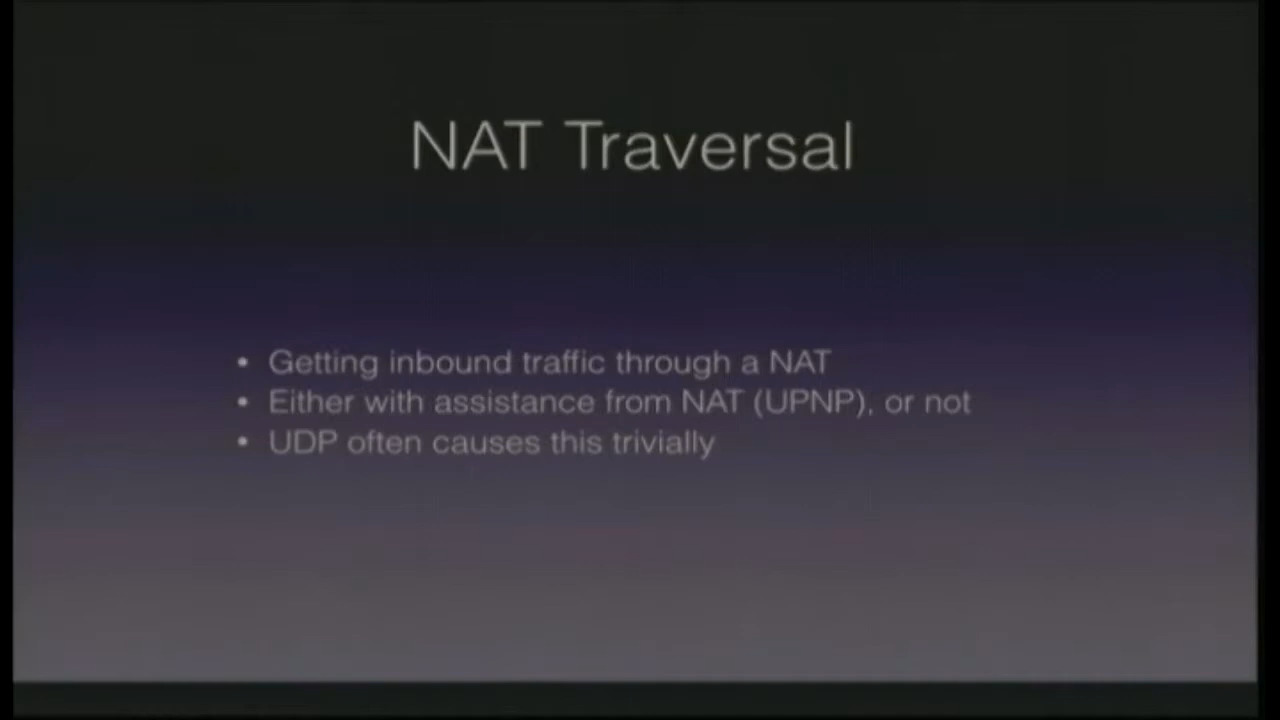 NAT Traversal
• Getting inbound traffic through a NAT
• Either with assistance from NAT (UPNP), or not
• UDP often causes this trivially